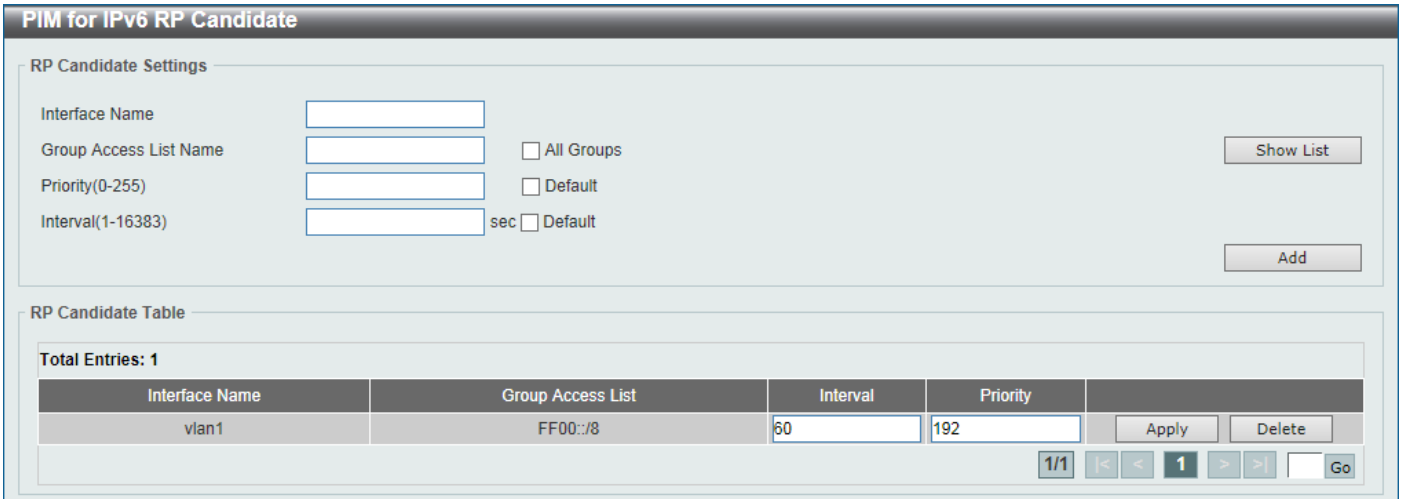 PIM for IPv6 RP Candidate
RP Candidate Settings
Interface Name
Group Access List Name All Groups Show List
Priority(0-255) Default
Interval(1-16383) sec Default
Add
RP Candidate Table
Total Entries: 1
Interface Name Group Access List Interval Priority
vlan1 FF00::/8 60 192 Apply Delete
1/1 |< < 1 > >| Go